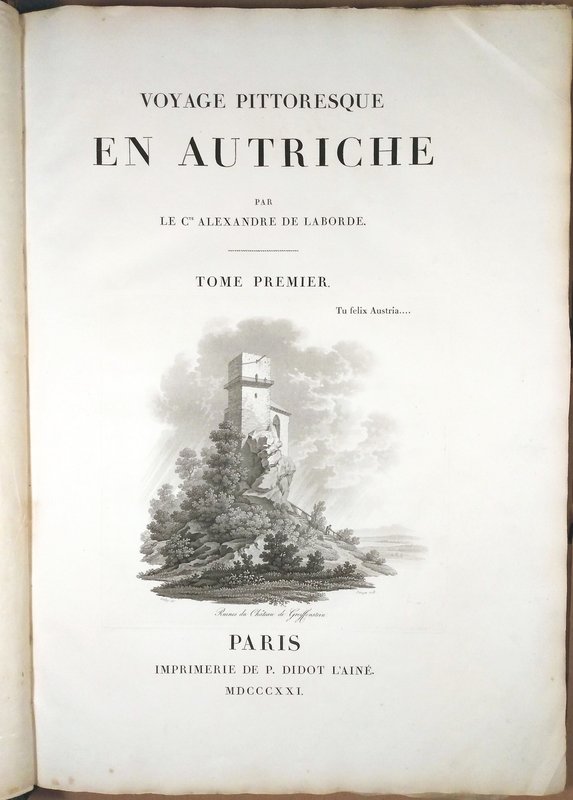 VOYAGE PITTORESQUE
EN AUTRICHE
PAR
LE Cᵀᴱ ALEXANDRE DE LABORDE.
TOME PREMIER.
Tu felix Austria....
Ruines du Château de Greiffenstein
PARIS
IMPRIMERIE DE P. DIDOT L'AINÉ.
MDCCCXXI.